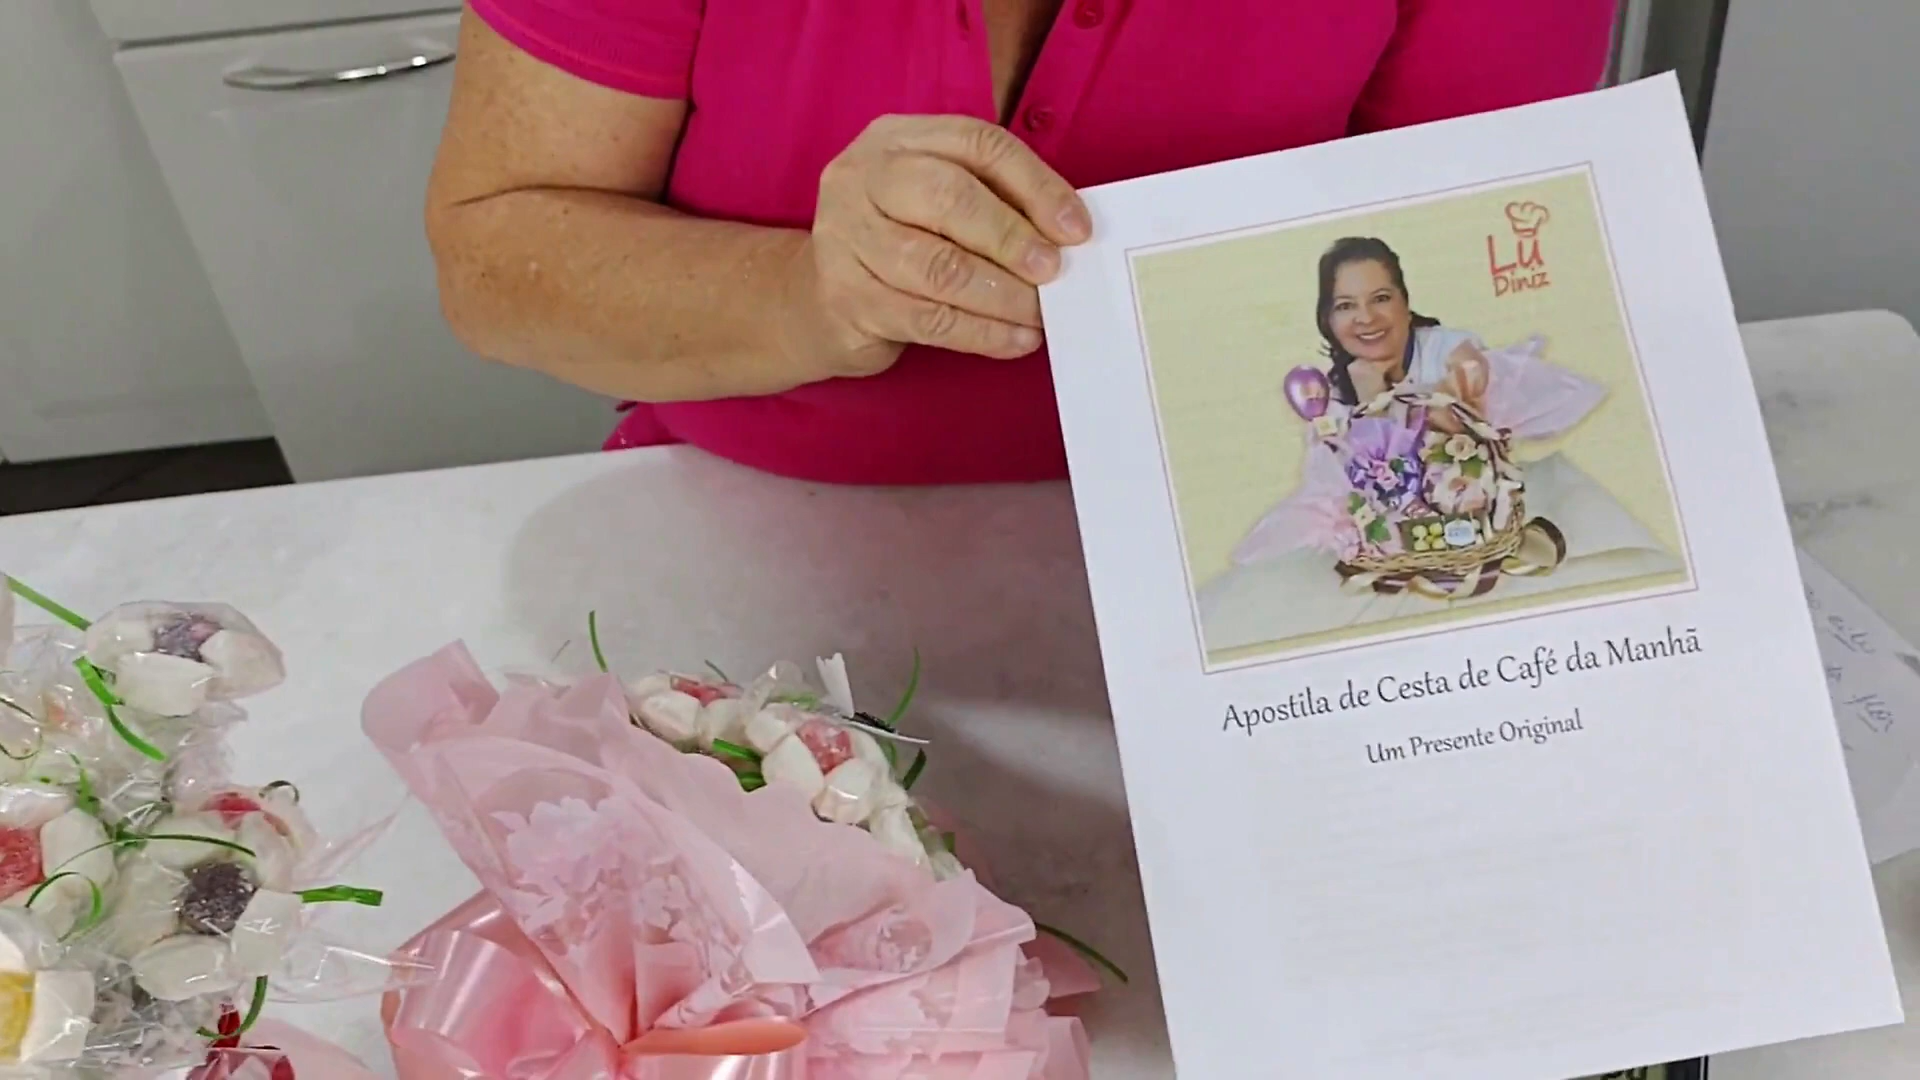 Lu
Diniz
Apostila de Cesta de Café da Manhã
Um Presente Original